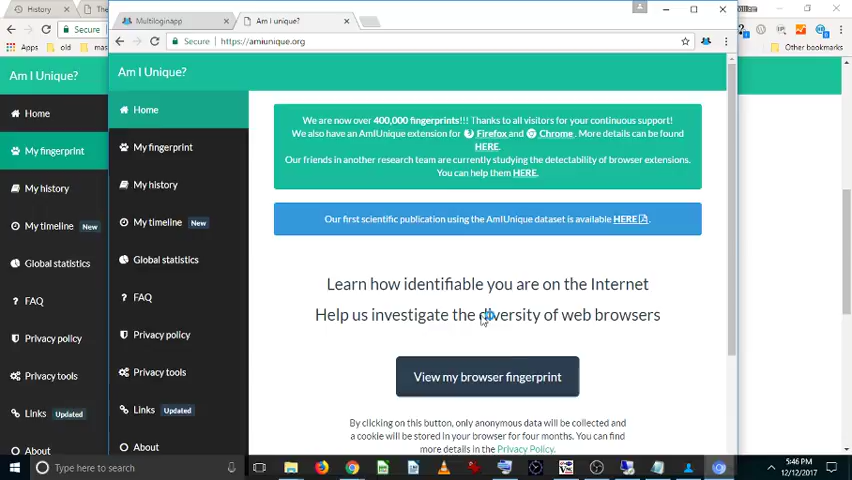 History
The
Multiloginapp
Am I unique?
Secure
Secure
https://amiunique.org
Apps
old
mas
Other bookmarks
Am I Unique?
Home
My fingerprint
My history
My timeline New
Global statistics
FAQ
Privacy policy
Privacy tools
Links Updated
About
Am I Unique?
Home
My fingerprint
My history
My timeline New
Global statistics
FAQ
Privacy policy
Privacy tools
Links Updated
About
We are now over 400,000 fingerprints!!! Thanks to all visitors for your continuous support!
We also have an AmIUnique extension for Firefox and Chrome. More details can be found
HERE.
Our friends in another research team are currently studying the detectability of browser extensions.
You can help them HERE.
Our first scientific publication using the AmIUnique dataset is available HERE.
Learn how identifiable you are on the Internet
Help us investigate the diversity of web browsers
View my browser fingerprint
By clicking on this button, only anonymous data will be collected and
a cookie will be stored in your browser for four months. You can find
more details in the Privacy Policy.
Type here to search
5:46 PM
12/12/2017